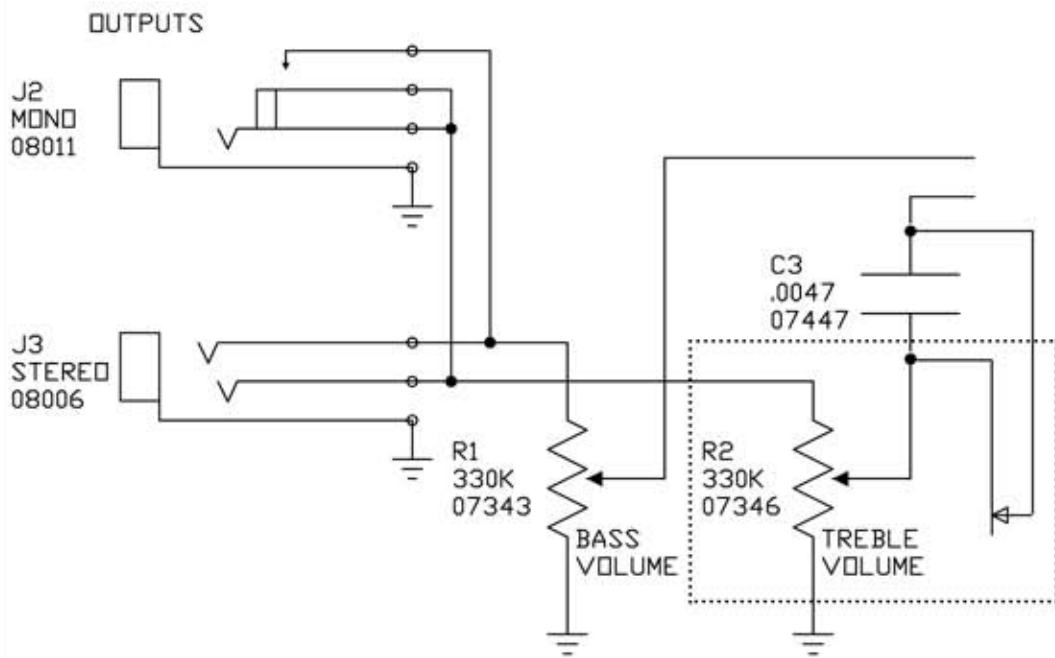 OUTPUTS
J2
MONO
08011
C3
.0047
07447
J3
STEREO
08006
R1
330K
07343
BASS
VOLUME
R2
330K
07346
TREBLE
VOLUME